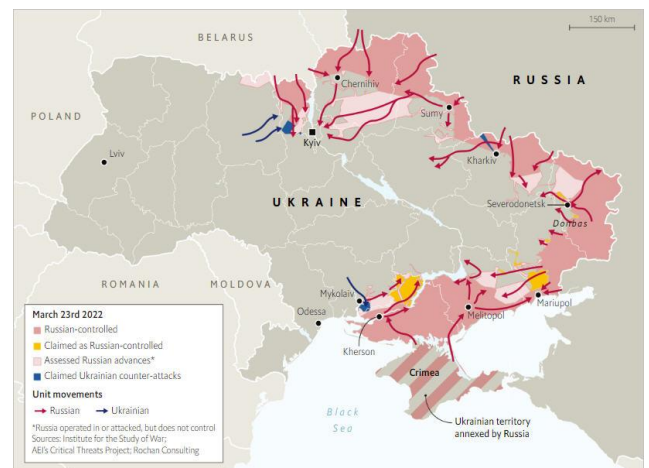 150 km
BELARUS
RUSSIA
POLAND
Chernihiv
Sumy
Kyiv
Lviv
Kharkiv
UKRAINE
Severodonetsk
Donbas
ROMANIA
MOLDOVA
Mykolaiv
Odessa
Kherson
Melitopol
Mariupol
Crimea
Black
Sea
Ukrainian territory
annexed by Russia
March 23rd 2022
Russian-controlled
Claimed as Russian-controlled
Assessed Russian advances*
Claimed Ukrainian counter-attacks
Unit movements
Russian Ukrainian
*Russia operated in or attacked, but does not control
Sources: Institute for the Study of War;
AEI's Critical Threats Project; Rochan Consulting